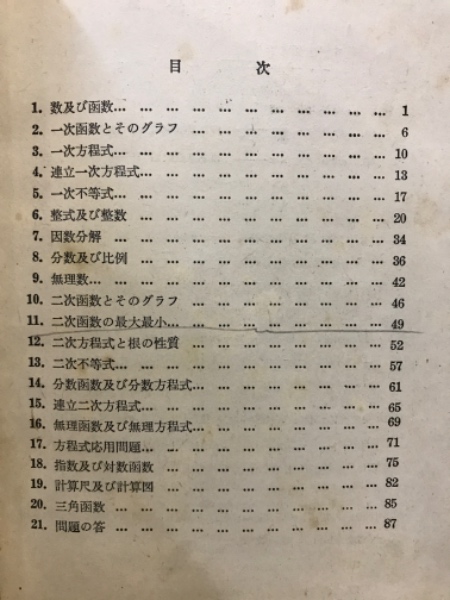 目 次
1. 数及び函数… … … … … … … … … … … … 1
2. 一次函数とそのグラフ … … … … … … … … … 6
3. 一次方程式… … … … … … … … … … … 10
4. 連立一次方程式… … … … … … … … … … 13
5. 一次不等式… … … … … … … … … … … 17
6. 整式及び整数 … … … … … … … … … … … 20
7. 因数分解 … … … … … … … … … … … … 34
8. 分数及び比例 … … … … … … … … … … … 36
9. 無理数… … … … … … … … … … … … 42
10. 二次函数とそのグラフ … … … … … … … … … 46
11. 二次函数の最大最小… … … … … … … … … 49
12. 二次方程式と根の性質 … … … … … … … … … 52
13. 二次不等式… … … … … … … … … … … 57
14. 分数函数及び分数方程式… … … … … … … … 61
15. 連立二次方程式… … … … … … … … … … 65
16. 無理函数及び無理方程式… … … … … … … … 69
17. 方程式応用問題… … … … … … … … … … 71
18. 指数及び対数函数 … … … … … … … … … … 75
19. 計算尺及び計算図 … … … … … … … … … … 82
20. 三角函数 … … … … … … … … … … … … 85
21. 問題の答 … … … … … … … … … … … … 87